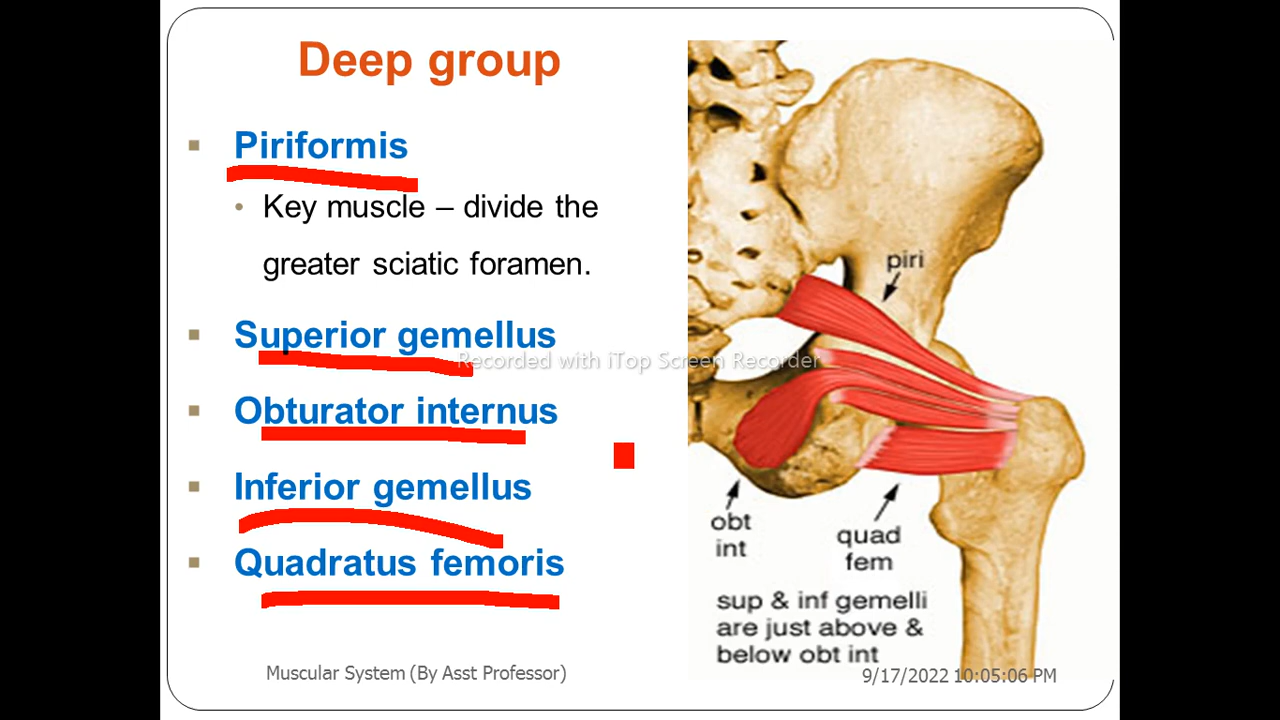 Deep group
▪ Piriformis
• Key muscle – divide the
greater sciatic foramen.
▪ Superior gemellus
▪ Obturator internus
▪ Inferior gemellus
▪ Quadratus femoris
piri
obt
int
quad
fem
sup & inf gemelli
are just above &
below obt int
Recorded with iTop Screen Recorder
Muscular System (By Asst Professor)
9/17/2022 10:05:06 PM